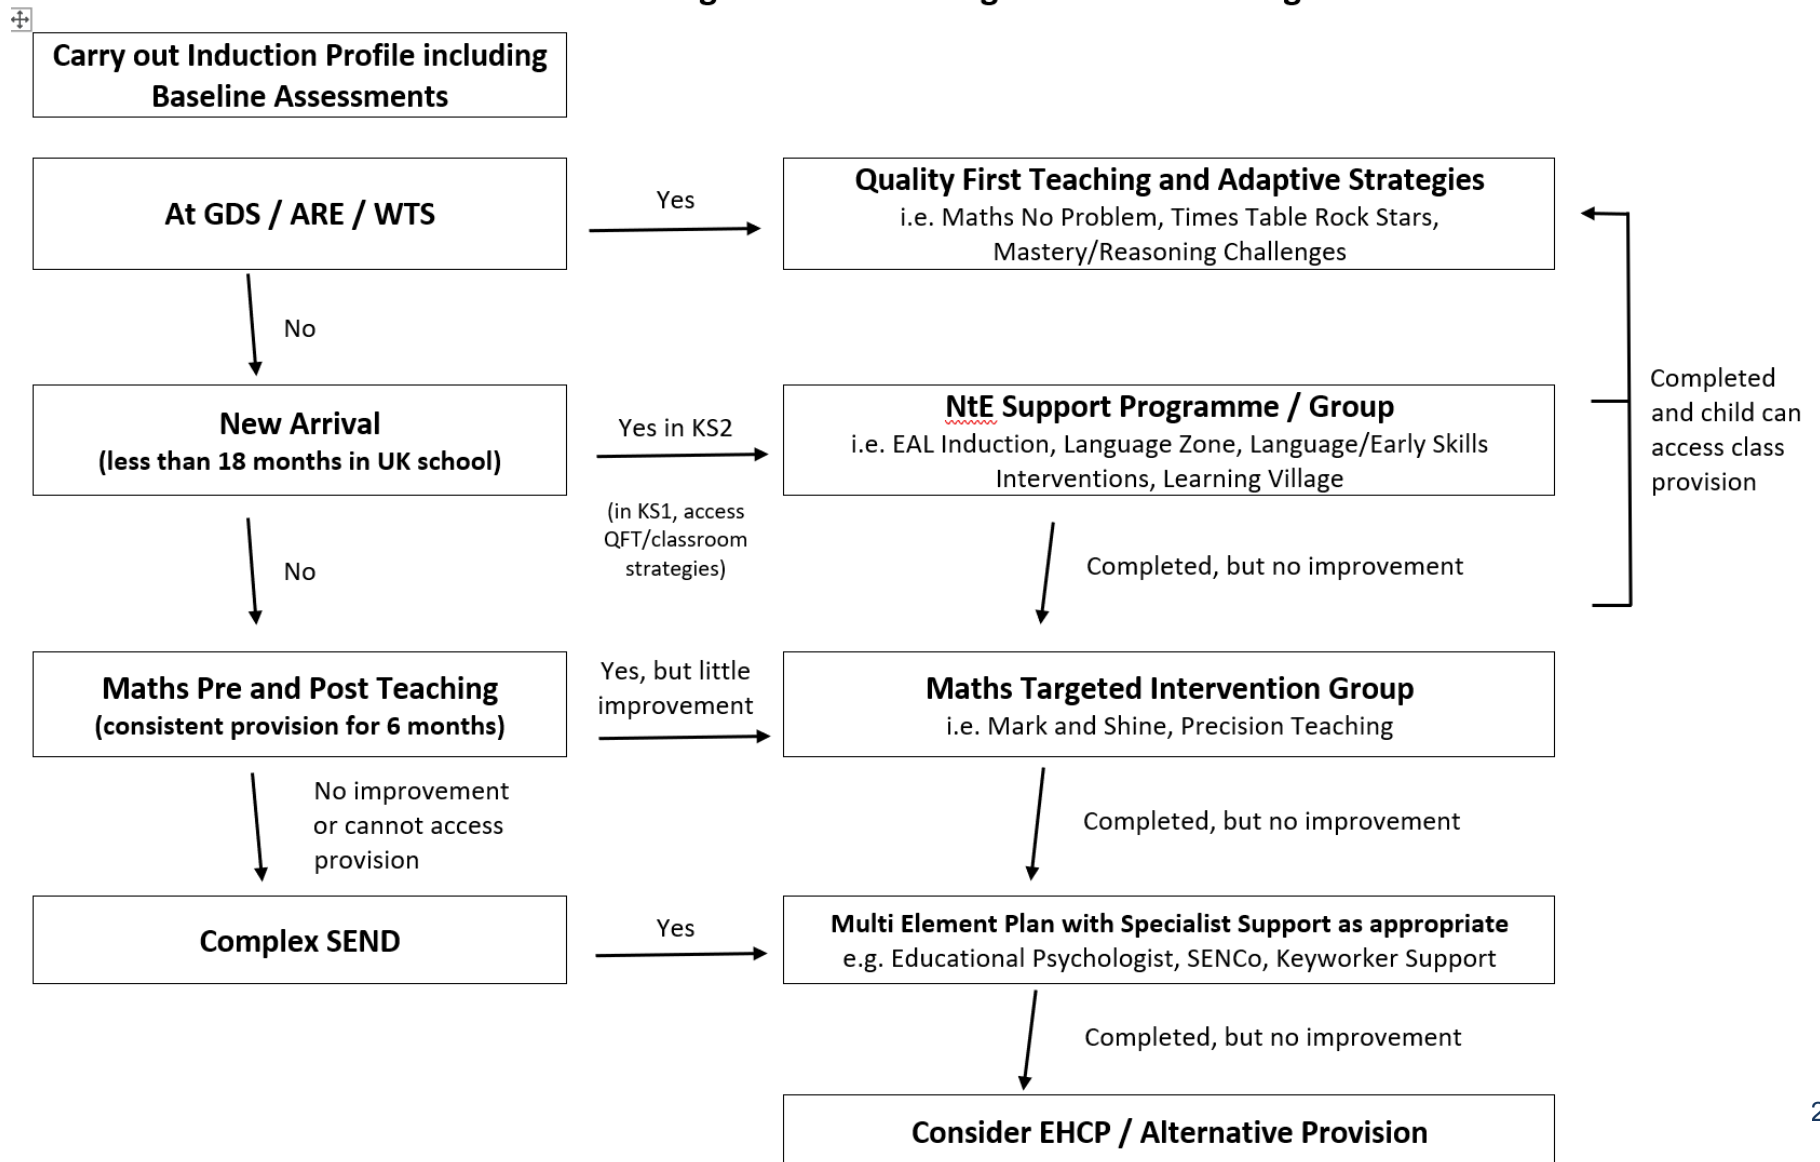 Carry out Induction Profile including
Baseline Assessments
At GDS / ARE / WTS
Yes
Quality First Teaching and Adaptive Strategies
i.e. Maths No Problem, Times Table Rock Stars,
Mastery/Reasoning Challenges
No
New Arrival
(less than 18 months in UK school)
Yes in KS2
(in KS1, access
QFT/classroom
strategies)
NtE Support Programme / Group
i.e. EAL Induction, Language Zone, Language/Early Skills
Interventions, Learning Village
Completed
and child can
access class
provision
No
Completed, but no improvement
Maths Pre and Post Teaching
(consistent provision for 6 months)
Yes, but little
improvement
Maths Targeted Intervention Group
i.e. Mark and Shine, Precision Teaching
No improvement
or cannot access
provision
Completed, but no improvement
Complex SEND
Yes
Multi Element Plan with Specialist Support as appropriate
e.g. Educational Psychologist, SENCo, Keyworker Support
Completed, but no improvement
Consider EHCP / Alternative Provision